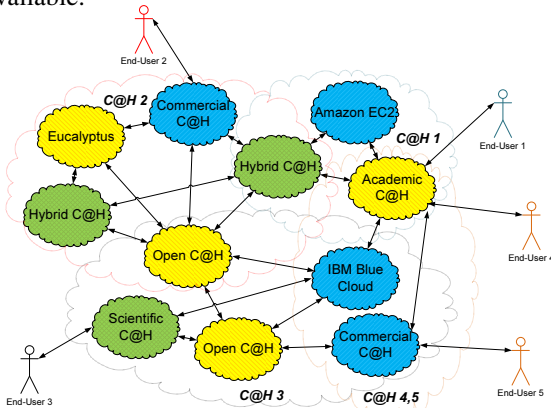 vailable.
End-User 2
C@H 2
Commercial
C@H
Amazon EC2
Eucalyptus
C@H 1
Hybrid C@H
End-User 1
Academic
C@H
Hybrid C@H
End-User 4
Open C@H
IBM Blue
Cloud
Scientific
C@H
Open C@H
Commercial
C@H
End-User 3
C@H 3
C@H 4,5
End-User 5